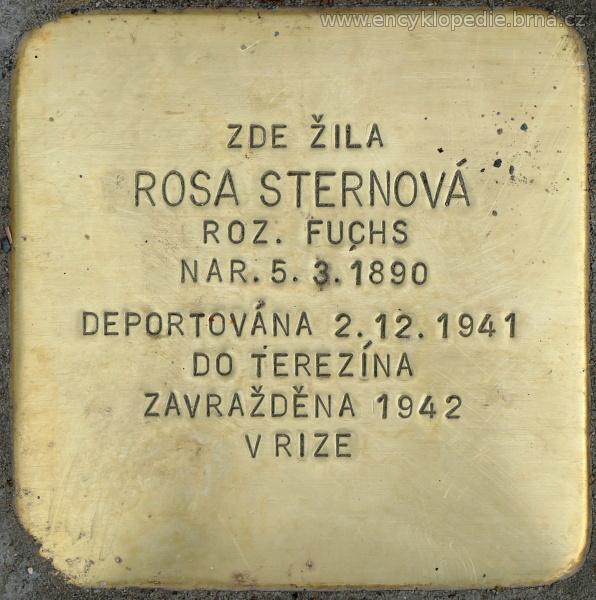 www.encyklopedie.brna.cz
ZDE ŽILA
ROSA STERNOVÁ
ROZ. FUCHS
NAR. 5. 3. 1890
DEPORTOVÁNA 2.12.1941
DO TEREZÍNA
ZAVRAŽDĚNA 1942
V RIZE